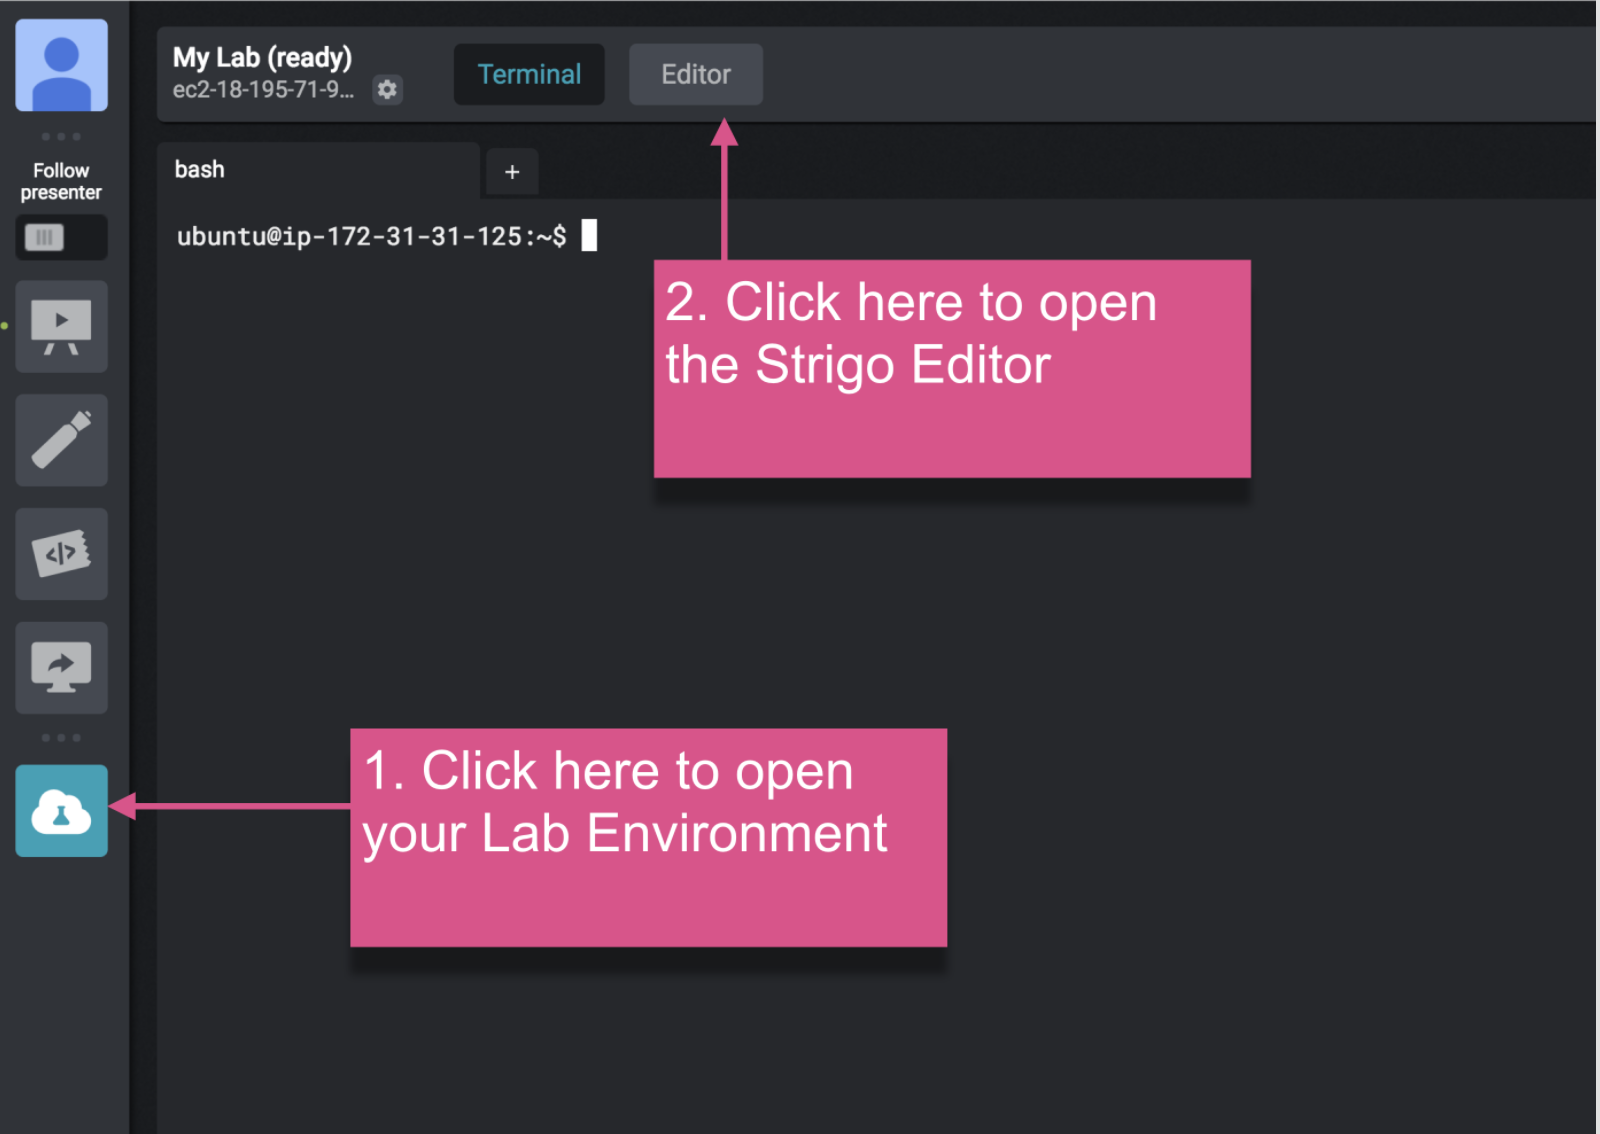 My Lab (ready)
ec2-18-195-71-9...
Terminal
Editor
Follow
presenter
bash
+
ubuntu@ip-172-31-31-125:~$
2. Click here to open
the Strigo Editor
</>
1. Click here to open
your Lab Environment